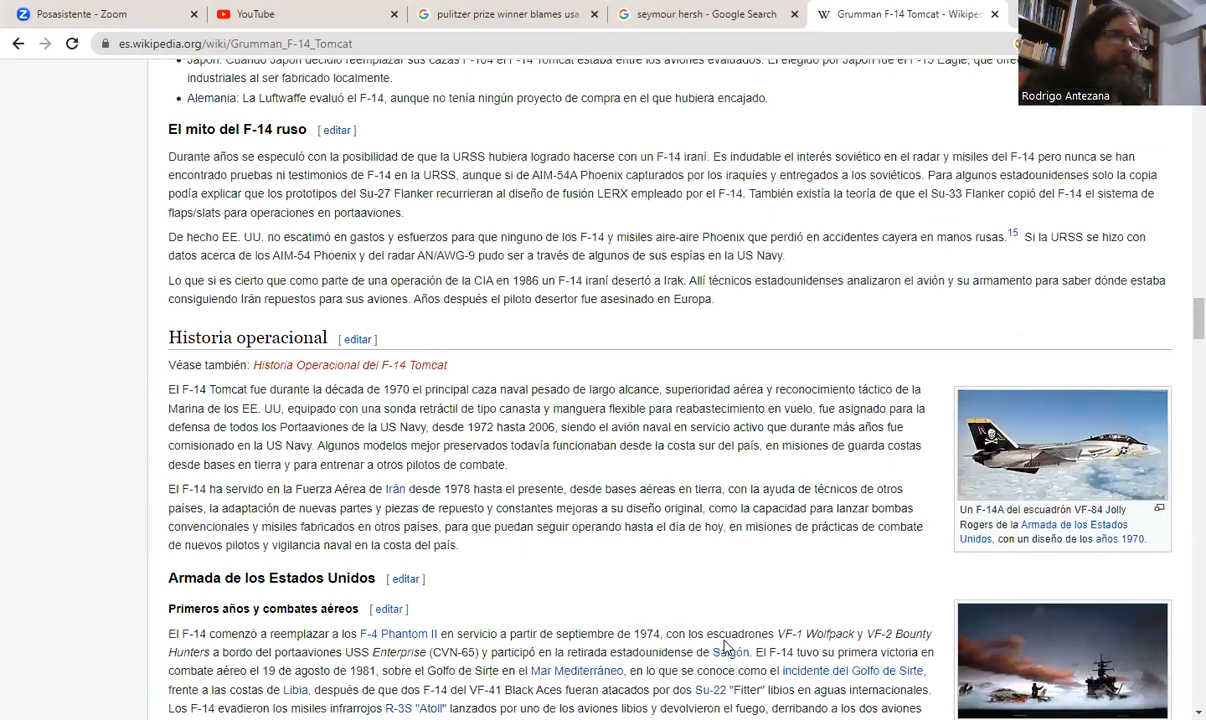 Posasistente - Zoom
YouTube
pulitzer prize winner blames usa
seymour hersh - Google Search
Grumman F-14 Tomcat - Wikiped
es.wikipedia.org/wiki/Grumman_F-14_Tomcat
Rodrigo Antezana
Japón: Cuando Japón decidió reemplazar sus cazas F-104 el F-14 Tomcat estaba entre los aviones evaluados. El elegido por Japón fue el F-15 Eagle, que
industriales al ser fabricado localmente.
Alemania: La Luftwaffe evaluó el F-14, aunque no tenía ningún proyecto de compra en el que hubiera encajado.
El mito del F-14 ruso [ editar ]
Durante años se especuló con la posibilidad de que la URSS hubiera logrado hacerse con un F-14 iraní. Es indudable el interés soviético en el radar y misiles del F-14 pero nunca se han
encontrado pruebas ni testimonios de F-14 en la URSS, aunque si de AIM-54A Phoenix capturados por los iraquíes y entregados a los soviéticos. Para algunos estadounidenses solo la copia
podía explicar que los prototipos del Su-27 Flanker recurrieran al diseño de fusión LERX empleado por el F-14. También existía la teoría de que el Su-33 Flanker copió del F-14 el sistema de
flaps/slats para operaciones en portaaviones.
De hecho EE. UU. no escatimó en gastos y esfuerzos para que ninguno de los F-14 y misiles aire-aire Phoenix que perdió en accidentes cayera en manos rusas.15 Si la URSS se hizo con
datos acerca de los AIM-54 Phoenix y del radar AN/AWG-9 pudo ser a través de algunos de sus espías en la US Navy.
Lo que si es cierto que como parte de una operación de la CIA en 1986 un F-14 iraní desertó a Irak. Allí técnicos estadounidenses analizaron el avión y su armamento para saber dónde estaba
consiguiendo Irán repuestos para sus aviones. Años después el piloto desertor fue asesinado en Europa.
Historia operacional [ editar ]
Véase también: Historia Operacional del F-14 Tomcat
El F-14 Tomcat fue durante la década de 1970 el principal caza naval pesado de largo alcance, superioridad aérea y reconocimiento táctico de la
Marina de los EE. UU, equipado con una sonda retráctil de tipo canasta y manguera flexible para reabastecimiento en vuelo, fue asignado para la
defensa de todos los Portaaviones de la US Navy, desde 1972 hasta 2006, siendo el avión naval en servicio activo que durante más años fue
comisionado en la US Navy. Algunos modelos mejor preservados todavía funcionaban desde la costa sur del país, en misiones de guarda costas
desde bases en tierra y para entrenar a otros pilotos de combate.
El F-14 ha servido en la Fuerza Aérea de Irán desde 1978 hasta el presente, desde bases aéreas en tierra, con la ayuda de técnicos de otros
países, la adaptación de nuevas partes y piezas de repuesto y constantes mejoras a su diseño original, como la capacidad para lanzar bombas
convencionales y misiles fabricados en otros países, para que puedan seguir operando hasta el día de hoy, en misiones de prácticas de combate
de nuevos pilotos y vigilancia naval en la costa del país.
Un F-14A del escuadrón VF-84 Jolly
Rogers de la Armada de los Estados
Unidos, con un diseño de los años 1970.
Armada de los Estados Unidos [ editar ]
Primeros años y combates aéreos [ editar ]
El F-14 comenzó a reemplazar a los F-4 Phantom II en servicio a partir de septiembre de 1974, con los escuadrones VF-1 Wolfpack y VF-2 Bounty
Hunters a bordo del portaaviones USS Enterprise (CVN-65) y participó en la retirada estadounidense de Saigón. El F-14 tuvo su primera victoria en
combate aéreo el 19 de agosto de 1981, sobre el Golfo de Sirte en el Mar Mediterráneo, en lo que se conoce como el incidente del Golfo de Sirte,
frente a las costas de Libia, después de que dos F-14 del VF-41 Black Aces fueran atacados por dos Su-22 "Fitter" libios en aguas internacionales.
Los F-14 evadieron los misiles infrarrojos R-3S "Atoll" lanzados por uno de los aviones libios y devolvieron el fuego, derribando a los dos aviones